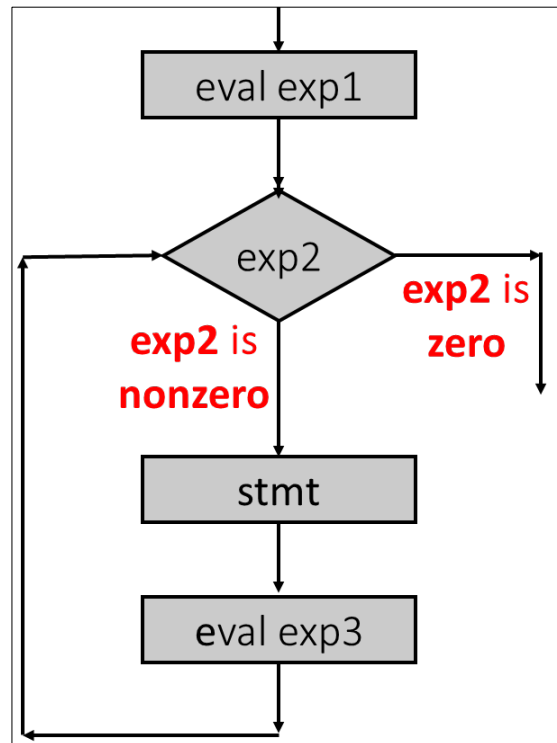 eval exp1
exp2
exp2 is
zero
exp2 is
nonzero
stmt
eval exp3